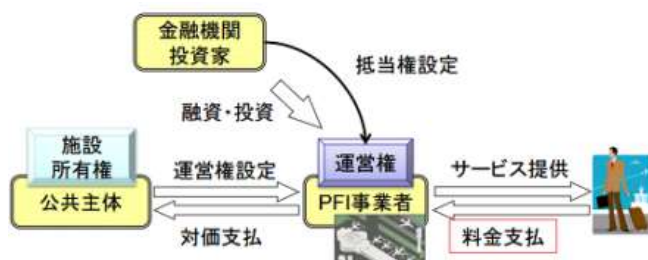 金融機関
投資家
抵当権設定
融資・投資
施設
所有権
公共主体
運営権設定
対価支払
運営権
PFI事業者
サービス提供
料金支払